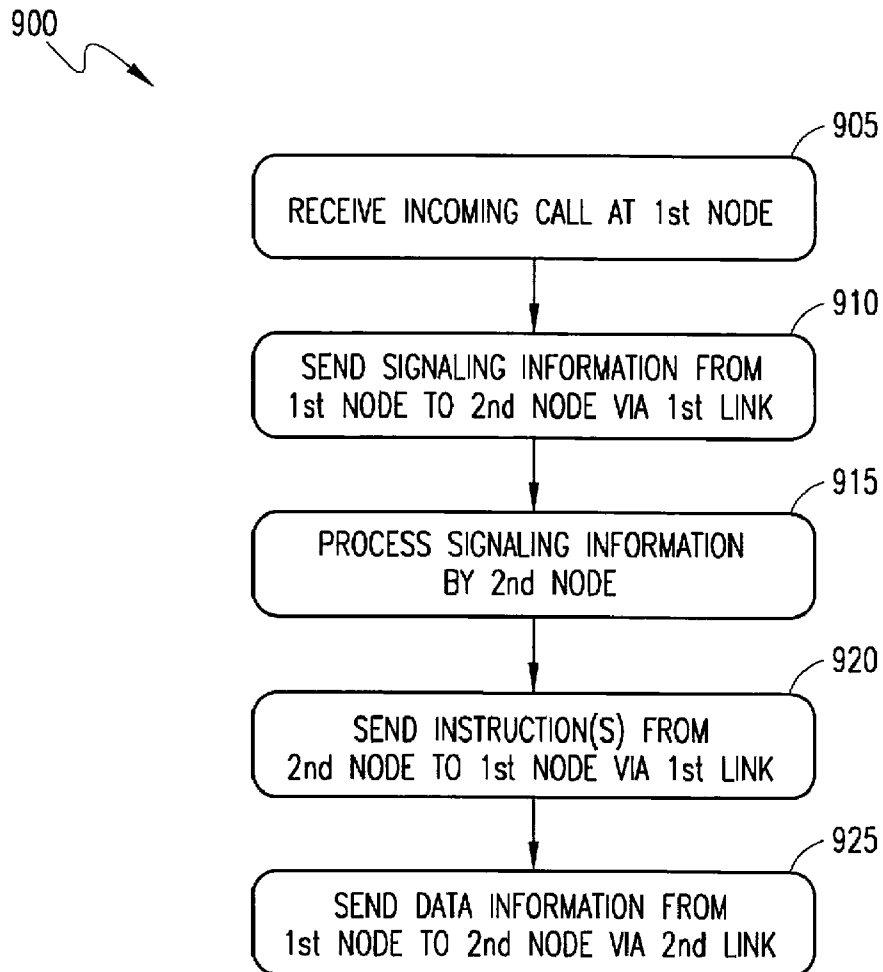 900
905
RECEIVE INCOMING CALL AT 1st NODE
910
SEND SIGNALING INFORMATION FROM
1st NODE TO 2nd NODE VIA 1st LINK
915
PROCESS SIGNALING INFORMATION
BY 2nd NODE
920
SEND INSTRUCTION(S) FROM
2nd NODE TO 1st NODE VIA 1st LINK
925
SEND DATA INFORMATION FROM
1st NODE TO 2nd NODE VIA 2nd LINK